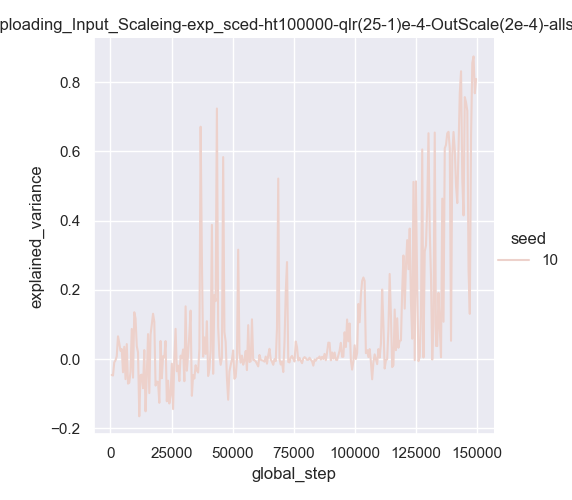 ploading_Input_Scaleing-exp_sced-ht100000-qlr(25-1)e-4-OutScale(2e-4)-alls
0.8
0.6
0.4
0.2
0.0
−0.2
explained_variance
0 25000 50000 75000 100000 125000 150000
global_step
seed
10